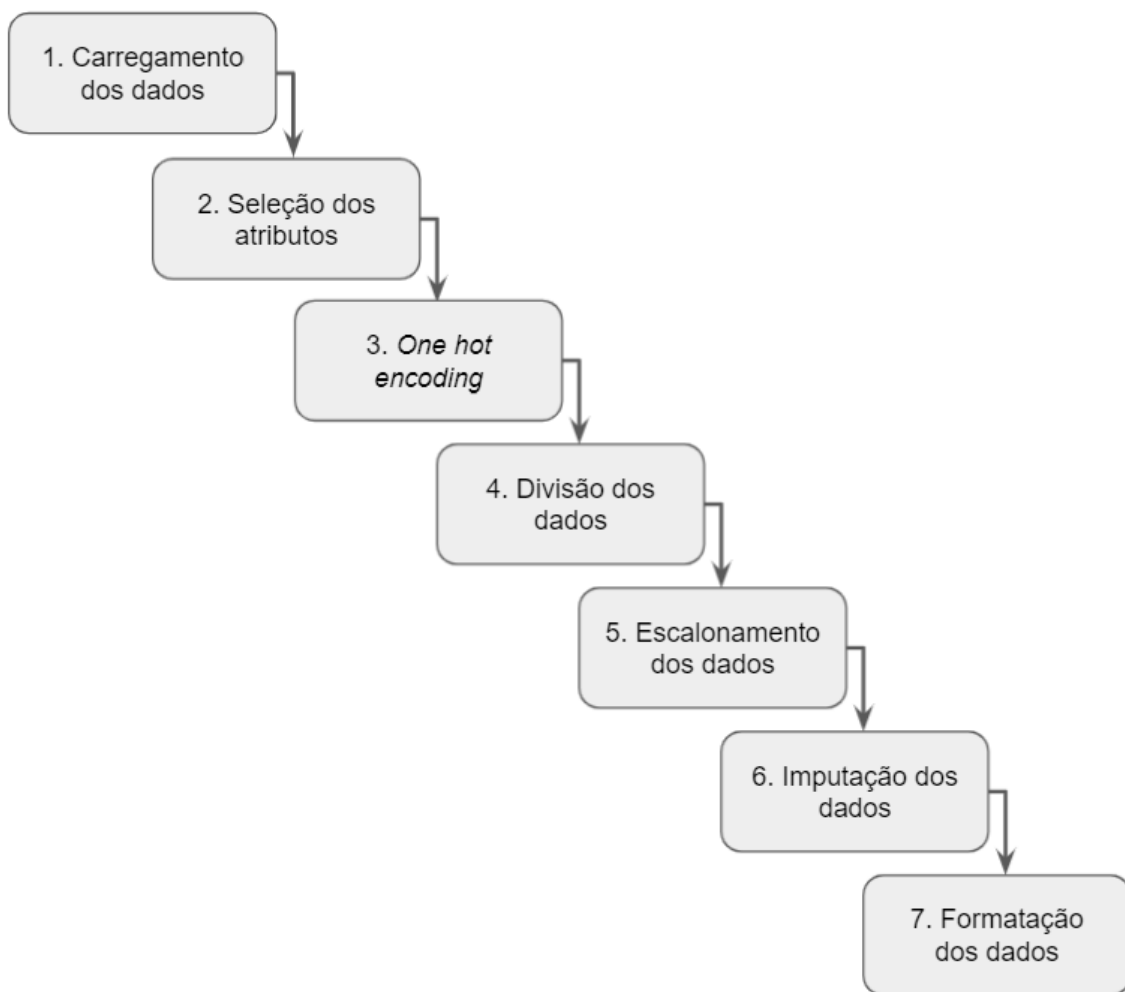 1. Carregamento
dos dados
2. Seleção dos
atributos
3. One hot
encoding
4. Divisão dos
dados
5. Escalonamento
dos dados
6. Imputação dos
dados
7. Formatação
dos dados